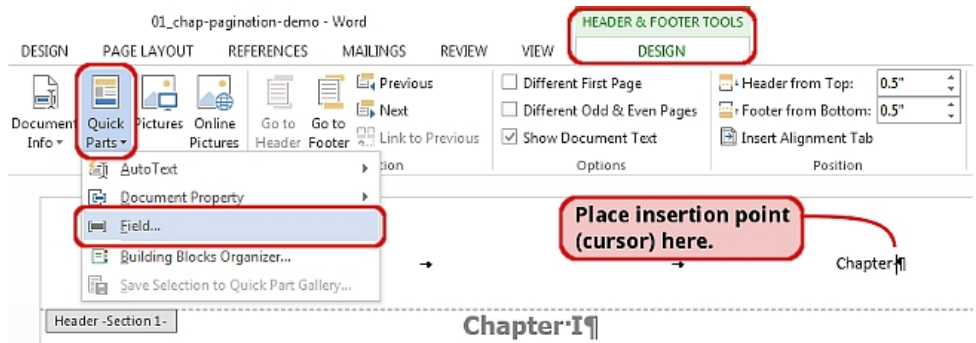 01_chap-pagination-demo - Word
HEADER & FOOTER TOOLS
DESIGN PAGE LAYOUT REFERENCES MAILINGS REVIEW VIEW DESIGN
Document Info
Quick Parts
Pictures
Online Pictures
Go to Header
Go to Footer
Previous
Next
Link to Previous
Different First Page
Different Odd & Even Pages
Show Document Text
Options
Header from Top: 0.5"
Footer from Bottom: 0.5"
Insert Alignment Tab
Position
AutoText
Document Property
Field...
Building Blocks Organizer...
Save Selection to Quick Part Gallery...
Place insertion point
(cursor) here.
Chapter·¶
Header -Section 1-
Chapter·I¶